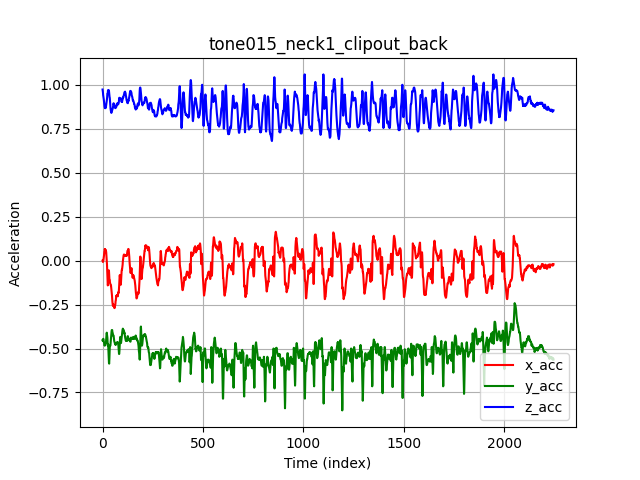 tone015_neck1_clipout_back
1.00
0.75
0.50
0.25
0.00
−0.25
−0.50
−0.75
Acceleration
0 500 1000 1500 2000
Time (index)
x_acc
y_acc
z_acc